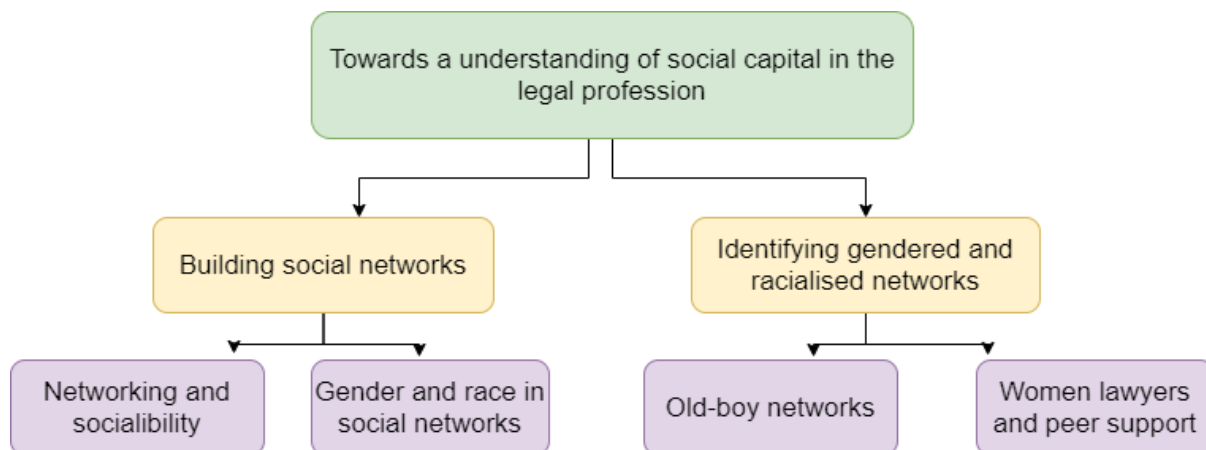 Towards a understanding of social capital in the
legal profession
Building social networks
Identifying gendered and
racialised networks
Networking and
socialibility
Gender and race in
social networks
Old-boy networks
Women lawyers
and peer support